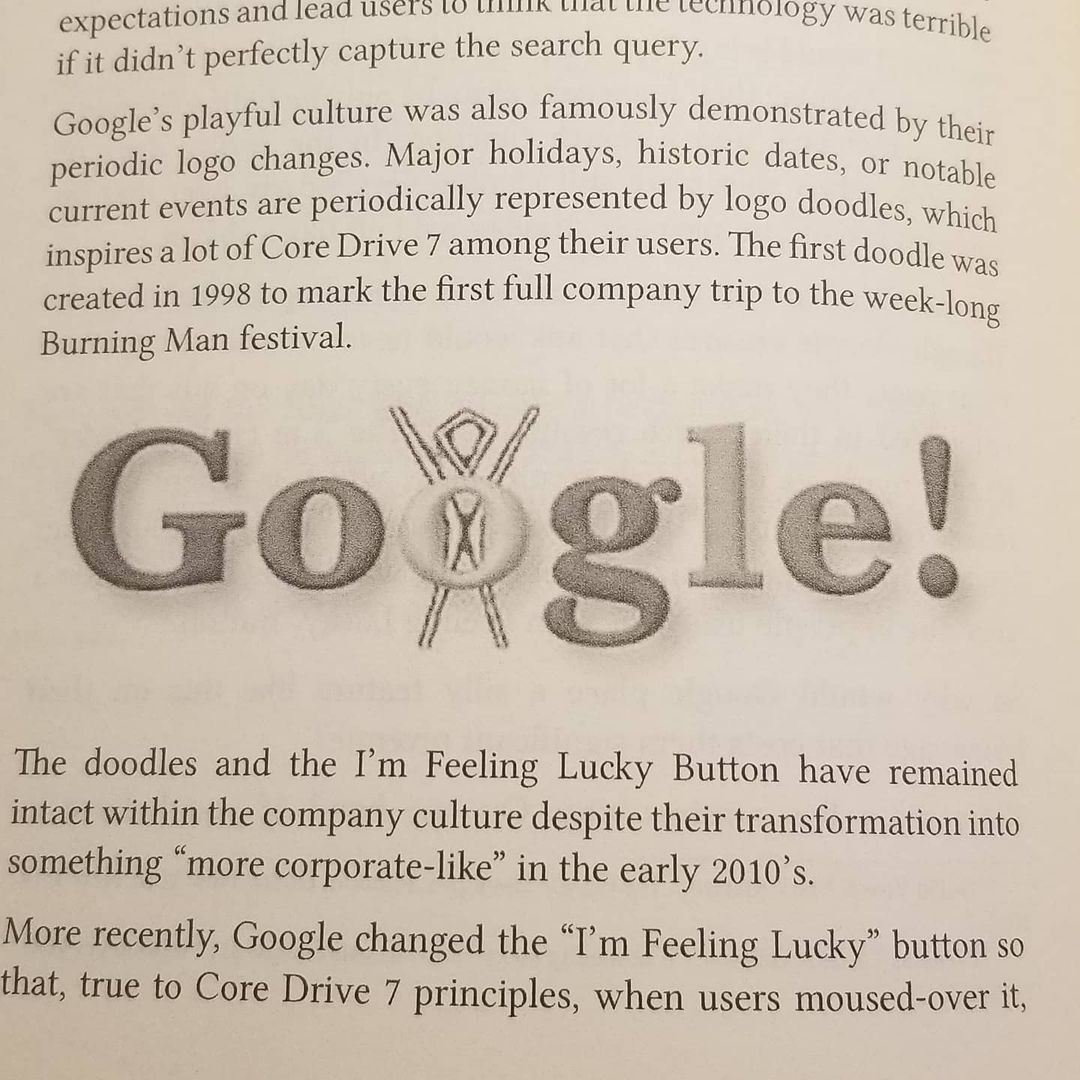 expectations and lead users to think that the technology was terrible
if it didn’t perfectly capture the search query.
Google’s playful culture was also famously demonstrated by their
periodic logo changes. Major holidays, historic dates, or notable
current events are periodically represented by logo doodles, which
inspires a lot of Core Drive 7 among their users. The first doodle was
created in 1998 to mark the first full company trip to the week-long
Burning Man festival.
Google!
The doodles and the I’m Feeling Lucky Button have remained
intact within the company culture despite their transformation into
something “more corporate-like” in the early 2010’s.
More recently, Google changed the “I’m Feeling Lucky” button so
that, true to Core Drive 7 principles, when users moused-over it,